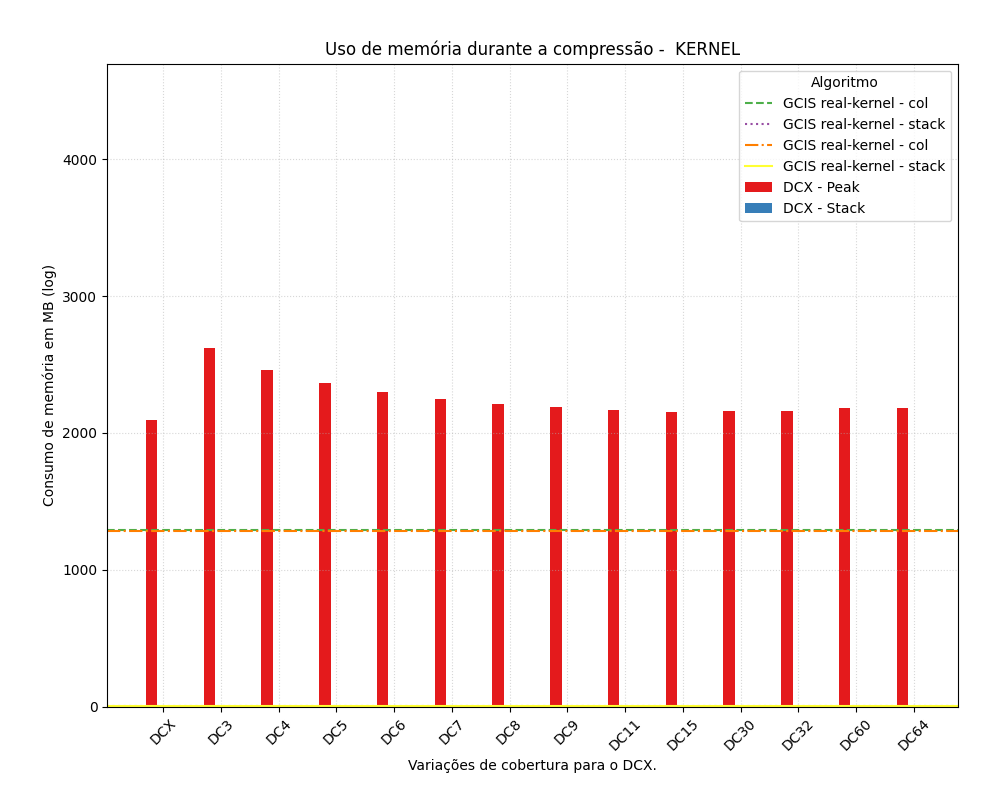 Uso de memória durante a compressão -  KERNEL
Algoritmo
GCIS real-kernel - col
GCIS real-kernel - stack
GCIS real-kernel - col
GCIS real-kernel - stack
DCX - Peak
DCX - Stack
Consumo de memória em MB (log)
4000
3000
2000
1000
0
DCX
DC3
DC4
DC5
DC6
DC7
DC8
DC9
DC11
DC15
DC30
DC32
DC60
DC64
Variações de cobertura para o DCX.